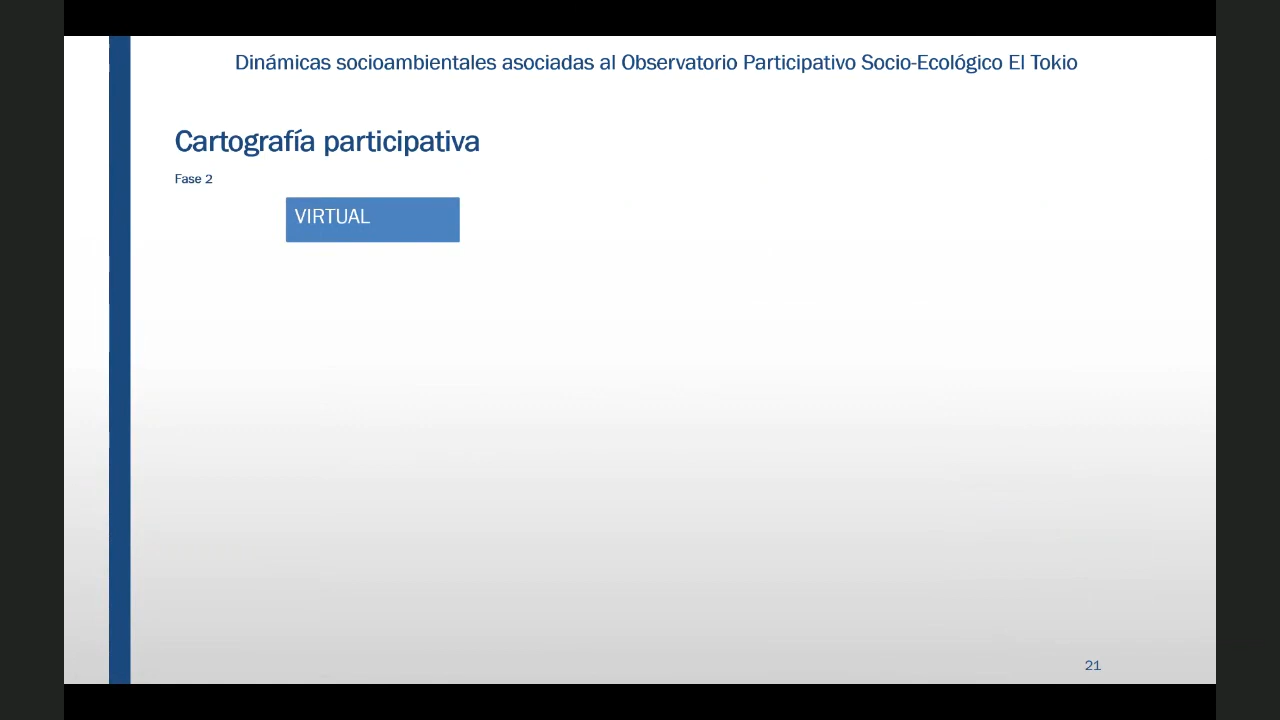 Dinámicas socioambientales asociadas al Observatorio Participativo Socio-Ecológico El Tokio
Cartografía participativa
Fase 2
VIRTUAL
21